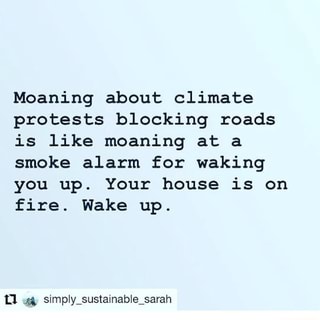 Moaning about climate
protests blocking roads
is like moaning at a
smoke alarm for waking
you up. Your house is on
fire. Wake up.
simply_sustainable_sarah